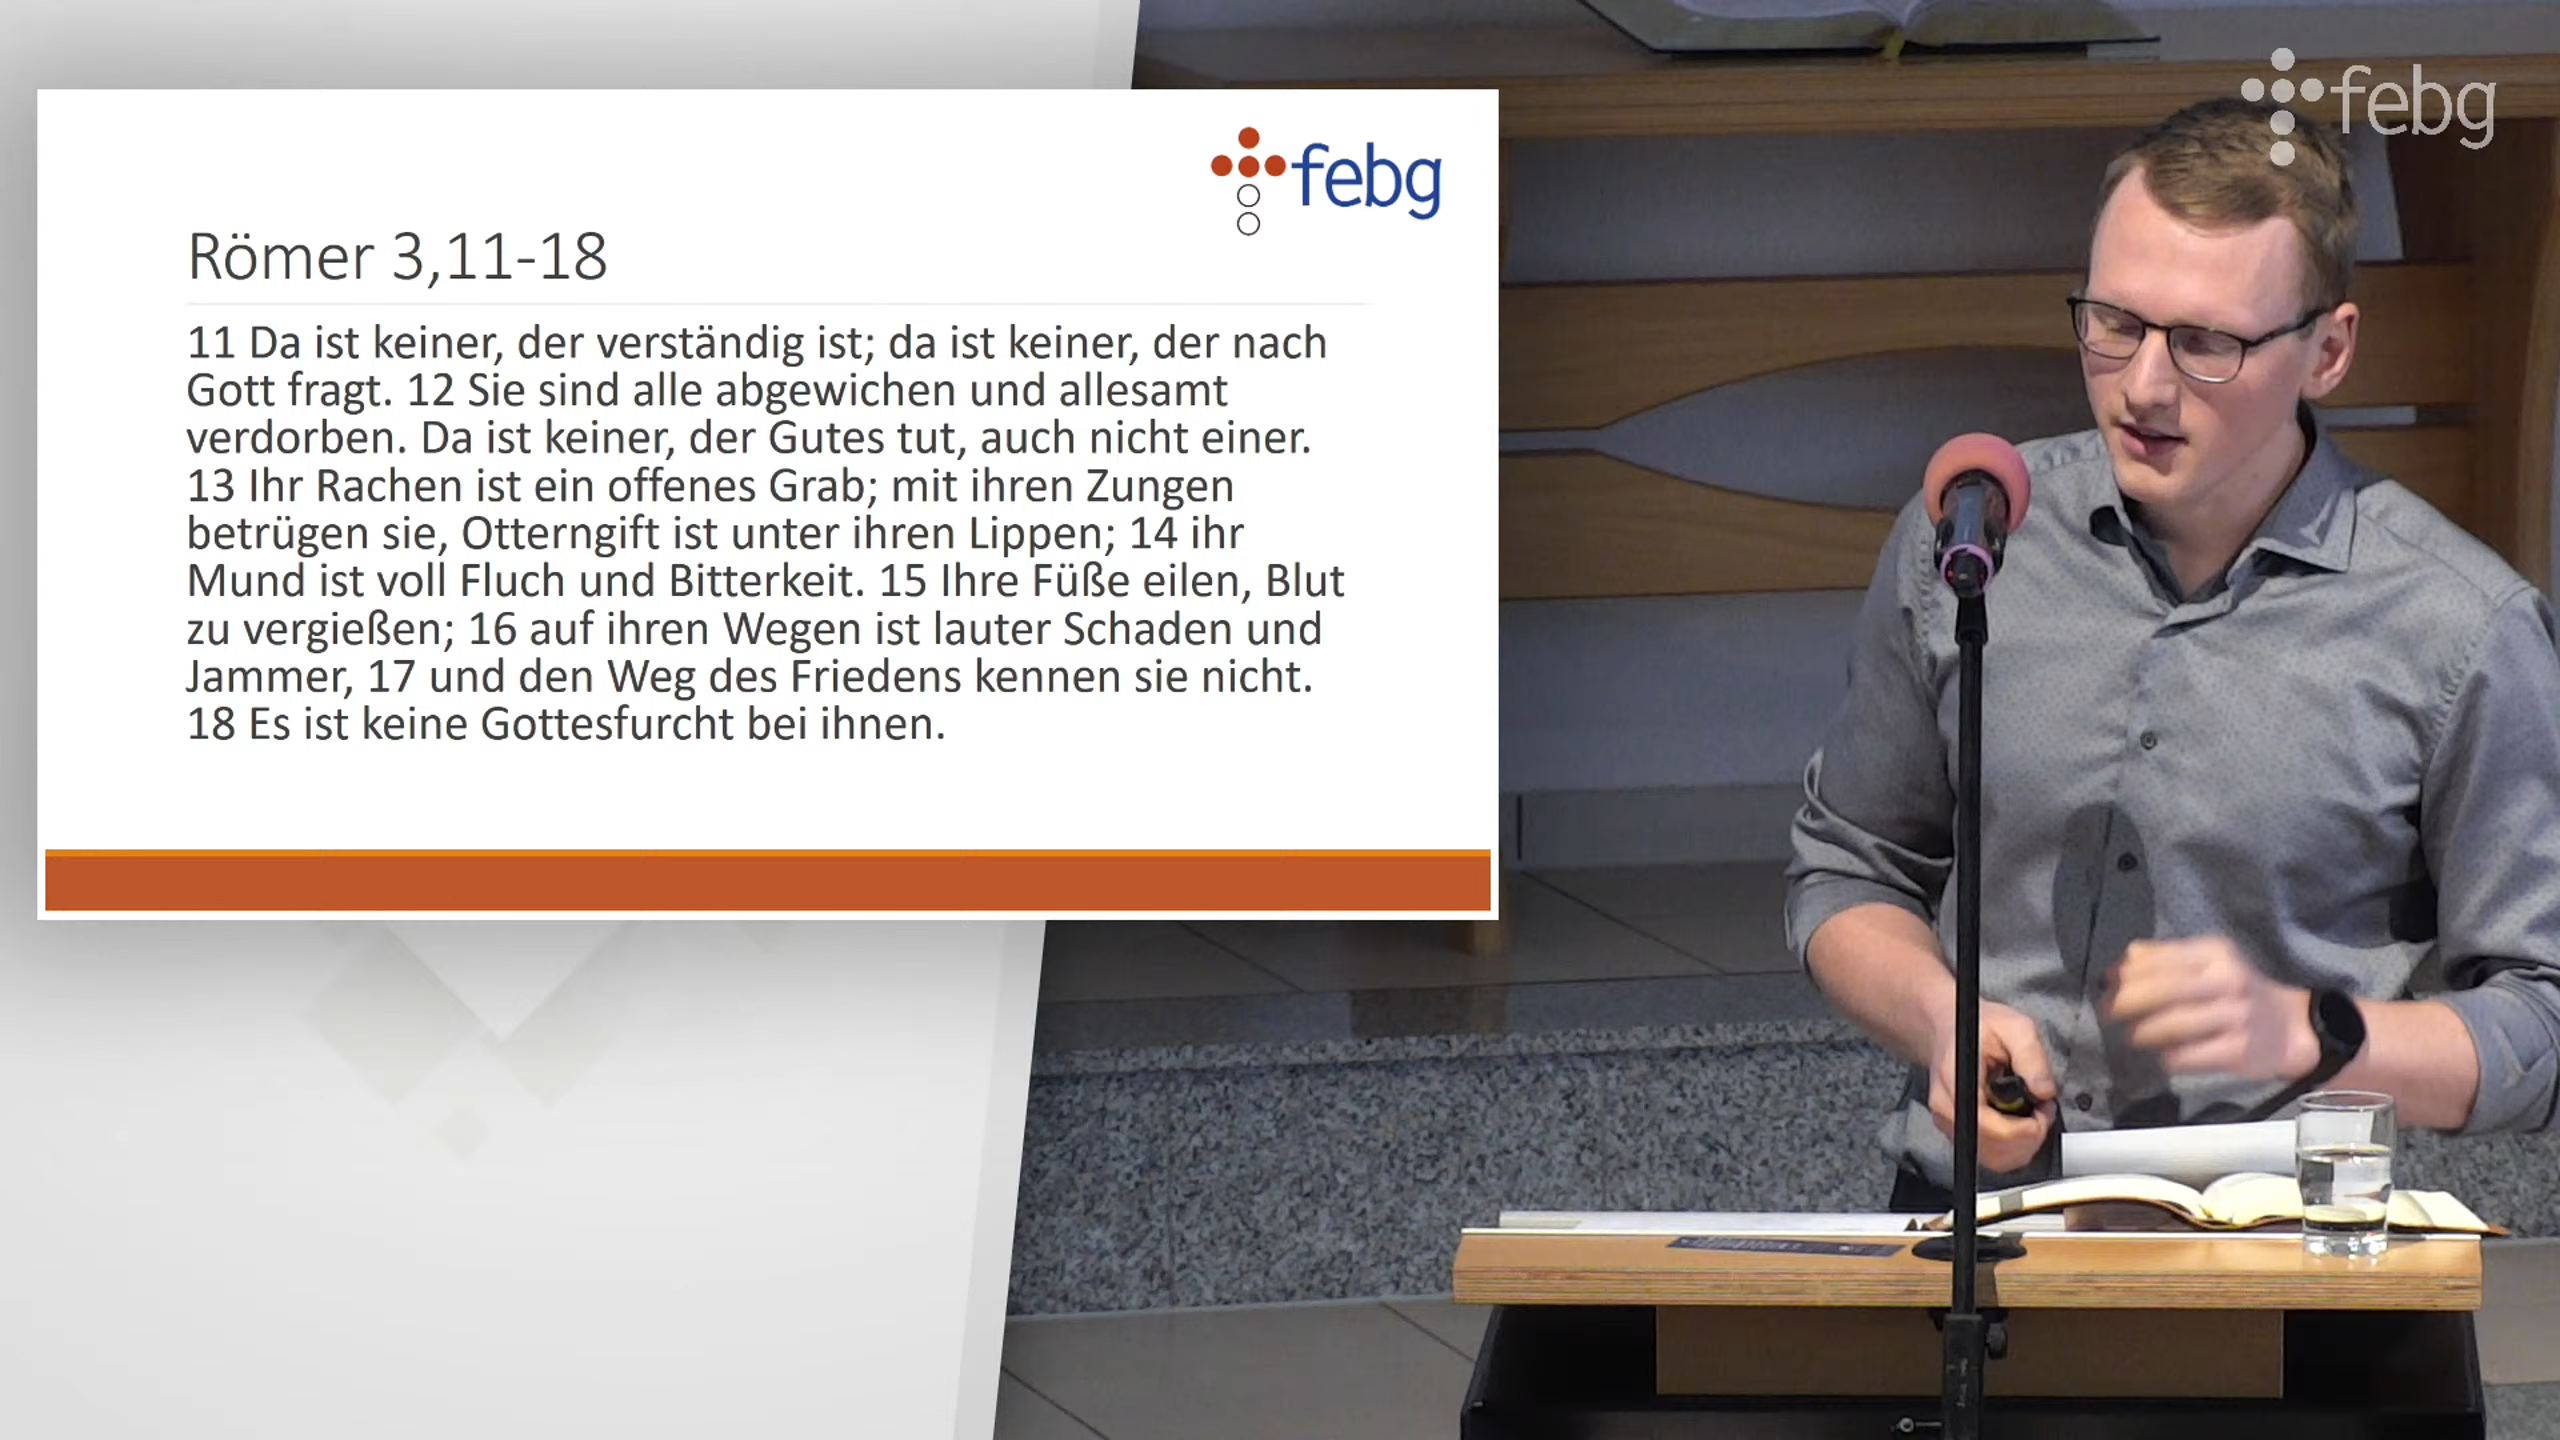 febg
febg
Römer 3,11-18
11 Da ist keiner, der verständig ist; da ist keiner, der nach
Gott fragt. 12 Sie sind alle abgewichen und allesamt
verdorben. Da ist keiner, der Gutes tut, auch nicht einer.
13 Ihr Rachen ist ein offenes Grab; mit ihren Zungen
betrügen sie, Otterngift ist unter ihren Lippen; 14 ihr
Mund ist voll Fluch und Bitterkeit. 15 Ihre Füße eilen, Blut
zu vergießen; 16 auf ihren Wegen ist lauter Schaden und
Jammer, 17 und den Weg des Friedens kennen sie nicht.
18 Es ist keine Gottesfurcht bei ihnen.